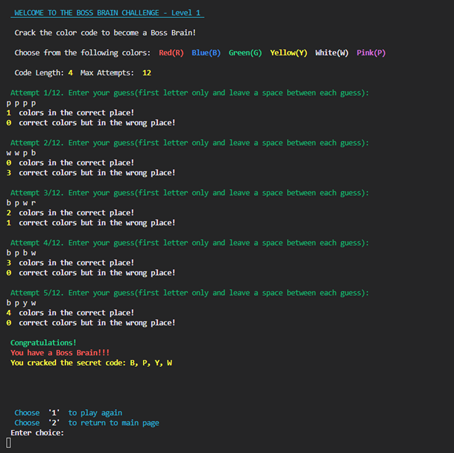 WELCOME TO THE BOSS BRAIN CHALLENGE - Level 1
Crack the color code to become a Boss Brain!
Choose from the following colors: Red(R) Blue(B) Green(G) Yellow(Y) White(W) Pink(P)
Code Length: 4 Max Attempts: 12
Attempt 1/12. Enter your guess(first letter only and leave a space between each guess):
p p p p
1 colors in the correct place!
0 correct colors but in the wrong place!
Attempt 2/12. Enter your guess(first letter only and leave a space between each guess):
w w p b
0 colors in the correct place!
3 correct colors but in the wrong place!
Attempt 3/12. Enter your guess(first letter only and leave a space between each guess):
b p w r
2 colors in the correct place!
1 correct colors but in the wrong place!
Attempt 4/12. Enter your guess(first letter only and leave a space between each guess):
b p b w
3 colors in the correct place!
0 correct colors but in the wrong place!
Attempt 5/12. Enter your guess(first letter only and leave a space between each guess):
b p y w
4 colors in the correct place!
0 correct colors but in the wrong place!
Congratulations!
You have a Boss Brain!!!
You cracked the secret code: B, P, Y, W
Choose '1' to play again
Choose '2' to return to main page
Enter choice: